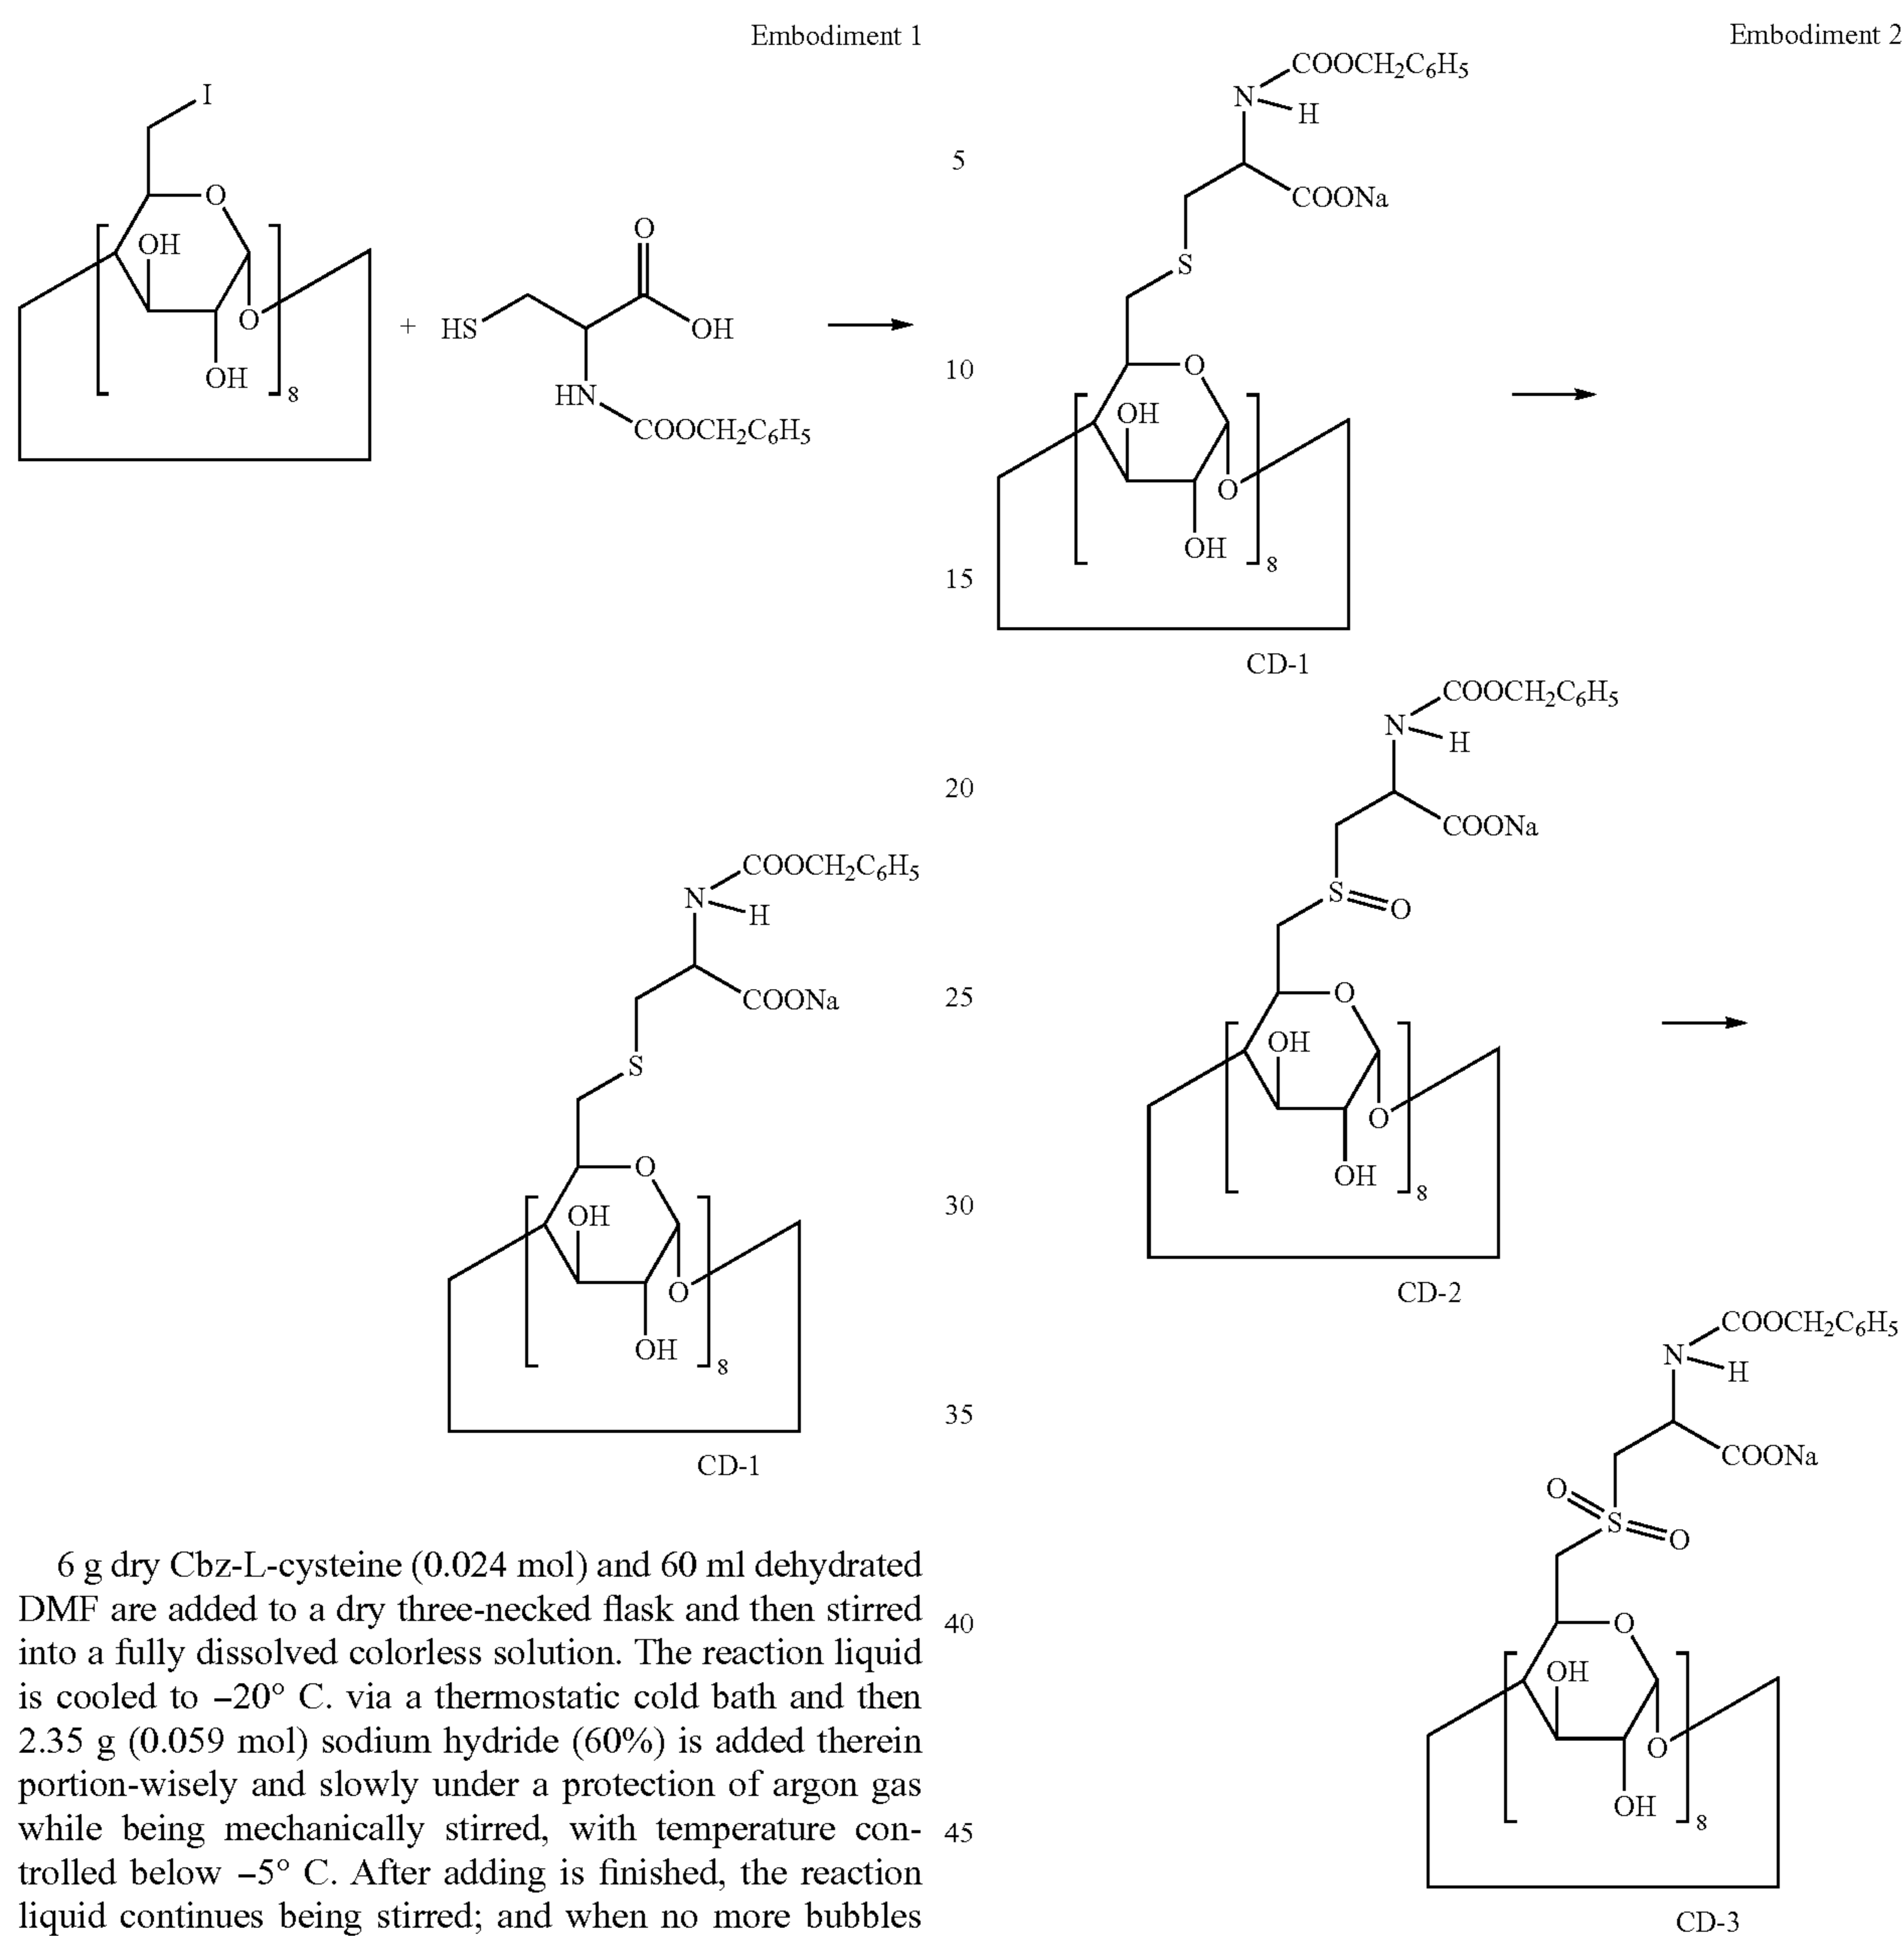 Embodiment 1
I
O
OH
O
OH
8
+
HS
O
OH
HN
COOCH2C6H5
COOCH2C6H5
N
H
COONa
S
O
OH
O
OH
8
CD-1
6 g dry Cbz-L-cysteine (0.024 mol) and 60 ml dehydrated
DMF are added to a dry three-necked flask and then stirred
into a fully dissolved colorless solution. The reaction liquid
is cooled to –20° C. via a thermostatic cold bath and then
2.35 g (0.059 mol) sodium hydride (60%) is added therein
portion-wisely and slowly under a protection of argon gas
while being mechanically stirred, with temperature con-
trolled below –5° C. After adding is finished, the reaction
liquid continues being stirred; and when no more bubbles
5
10
15
20
25
30
35
40
45
Embodiment 2
COOCH2C6H5
N
H
COONa
S
O
OH
O
OH
8
CD-1
COOCH2C6H5
N
H
COONa
S
O
O
OH
O
OH
8
CD-2
COOCH2C6H5
N
H
COONa
O
S
O
O
OH
O
OH
8
CD-3